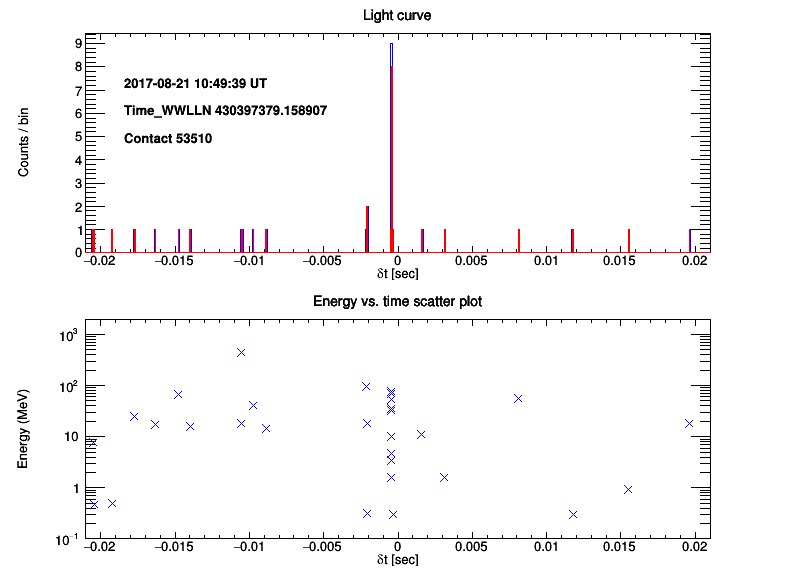 Light curve
9
8
7
6
5
4
3
2
1
0
Counts / bin
2017-08-21 10:49:39 UT
Time_WWLLN 430397379.158907
Contact 53510
−0.02 −0.015 −0.01 −0.005 0 0.005 0.01 0.015 0.02
δt [sec]
Energy vs. time scatter plot
10³
10²
10
1
10⁻¹
Energy (MeV)
−0.02 −0.015 −0.01 −0.005 0 0.005 0.01 0.015 0.02
δt [sec]